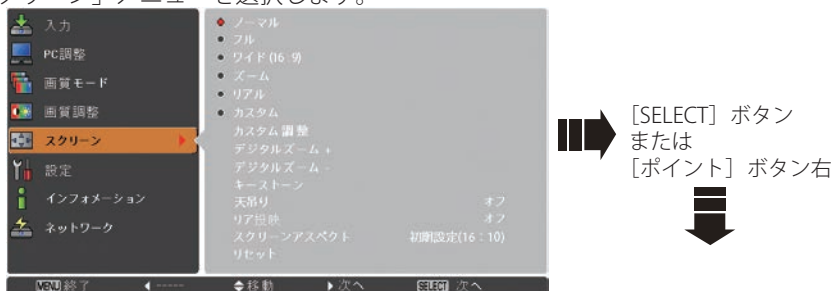 クリーン］メニューを選択します。
入力
PC調整
画質モード
画質調整
スクリーン
設定
インフォメーション
ネットワーク
ノーマル
フル
ワイド(16:9)
ズーム
リアル
カスタム
カスタム調整
デジタルズーム +
デジタルズーム -
キーストーン
天吊り オフ
リア投映 オフ
スクリーンアスペクト 初期設定(16：10)
リセット
MENU 終了 -----  移動 次へ SELECT 次へ
［SELECT］ボタン
または
［ポイント］ボタン右